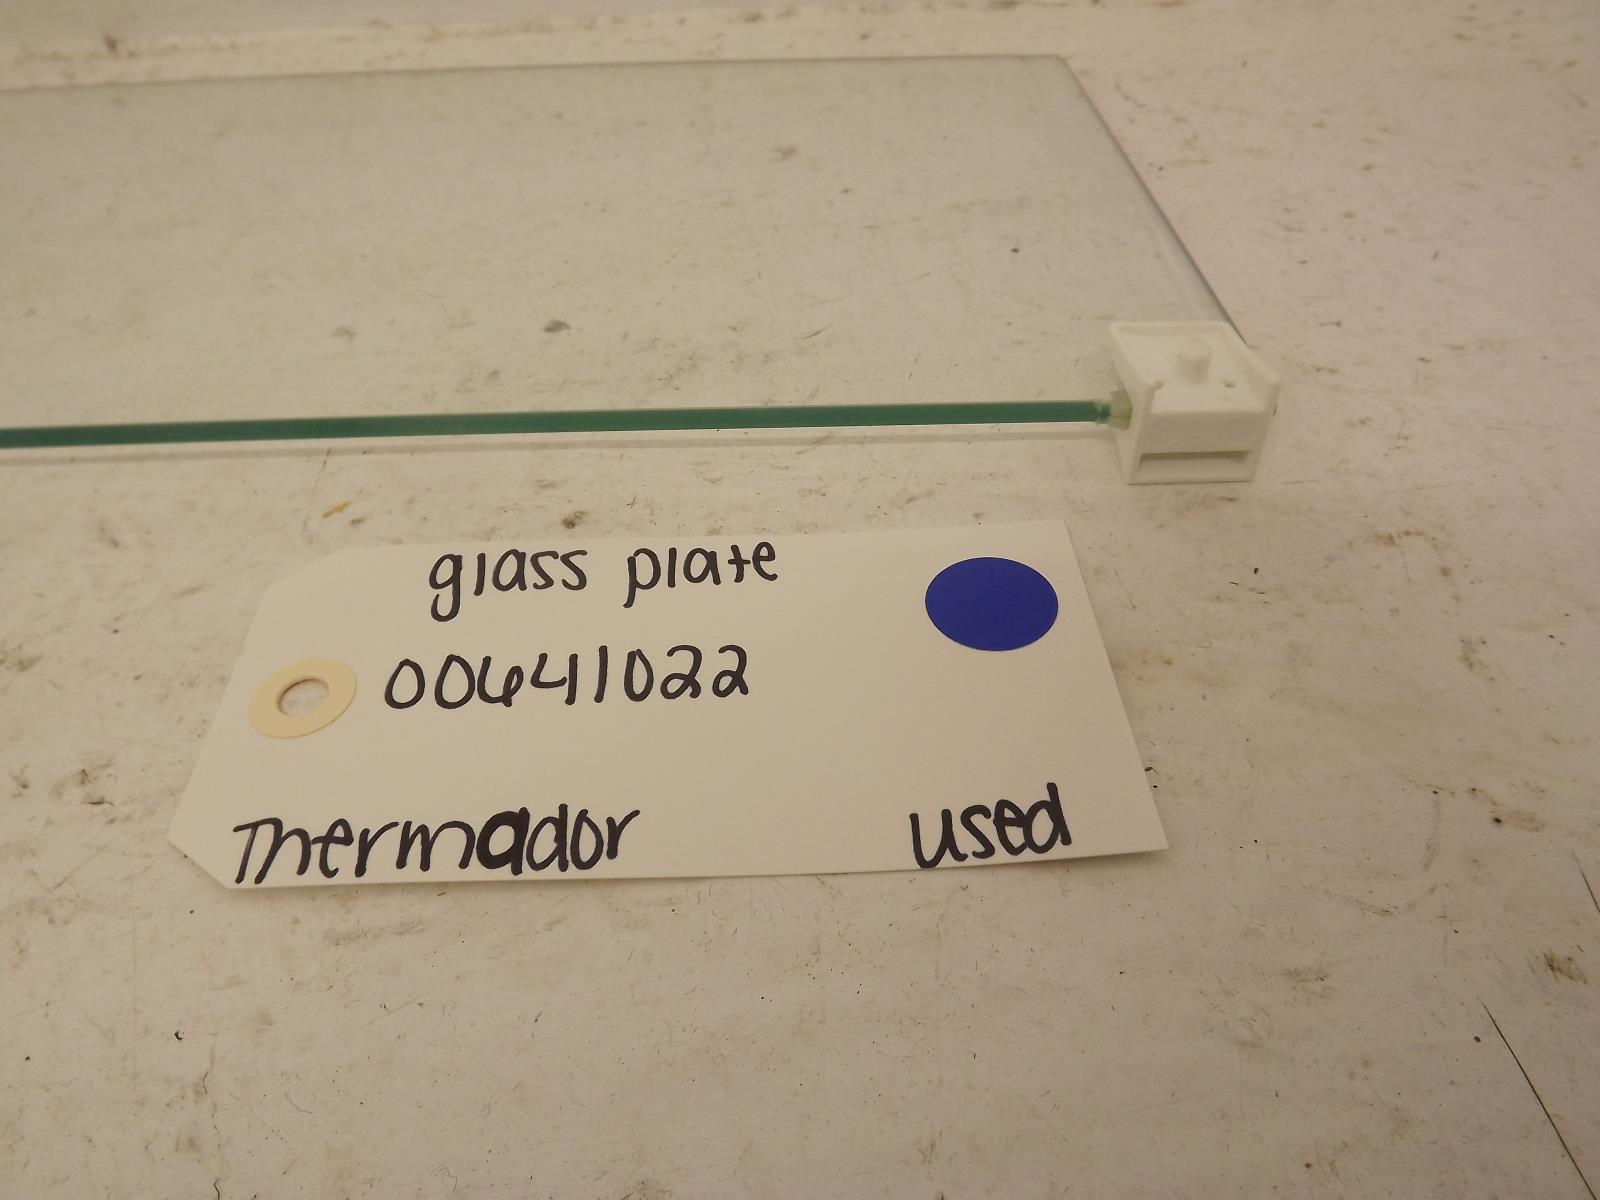 glass plate
00641022
Thermador used